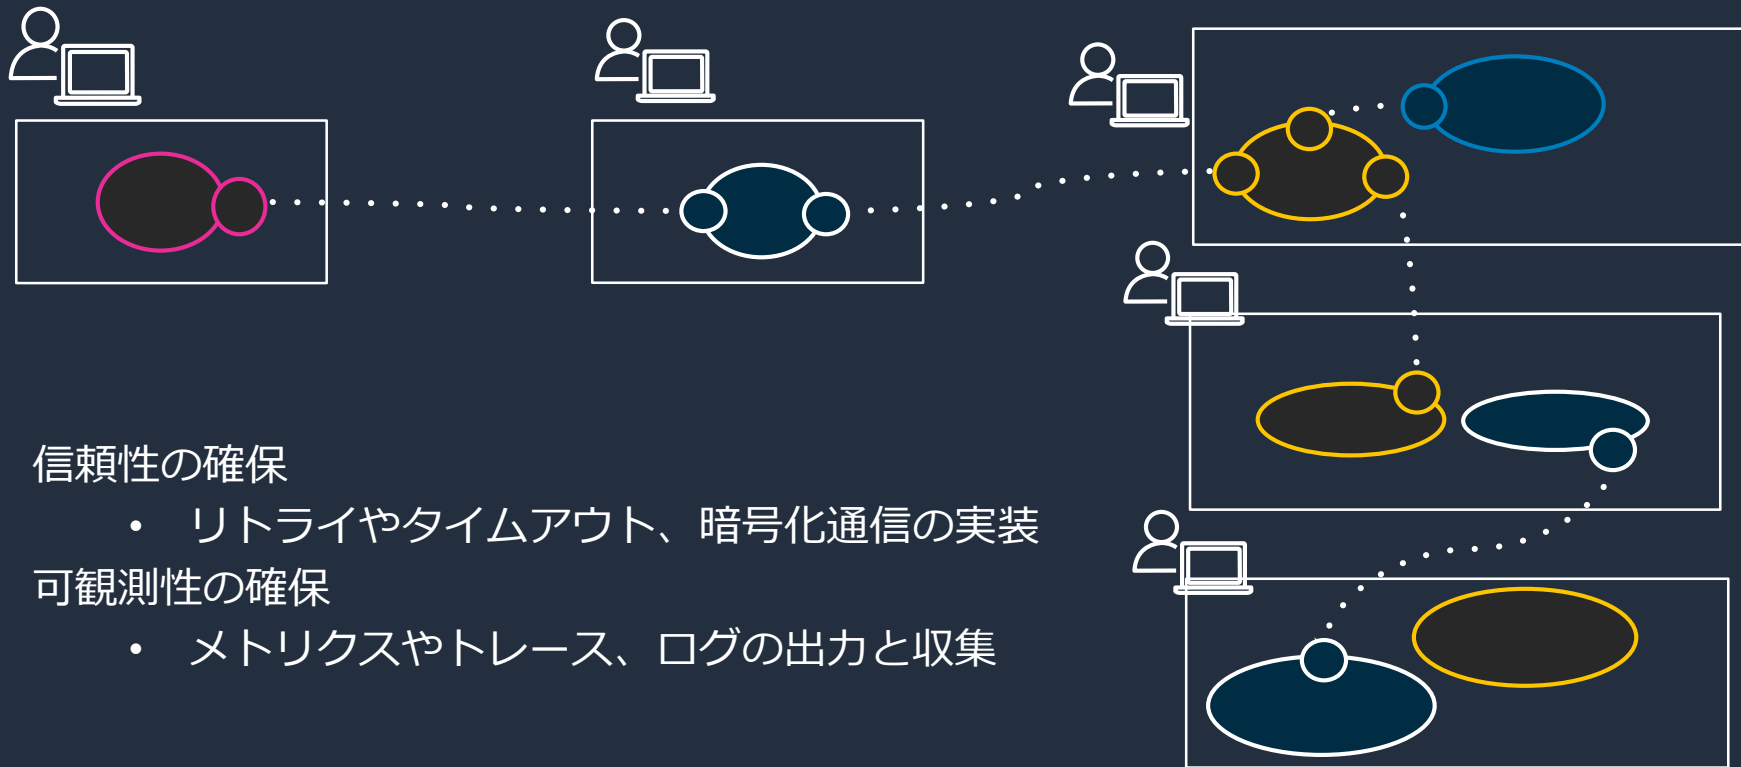 信頼性の確保
• リトライやタイムアウト、暗号化通信の実装
可観測性の確保
• メトリクスやトレース、ログの出力と収集